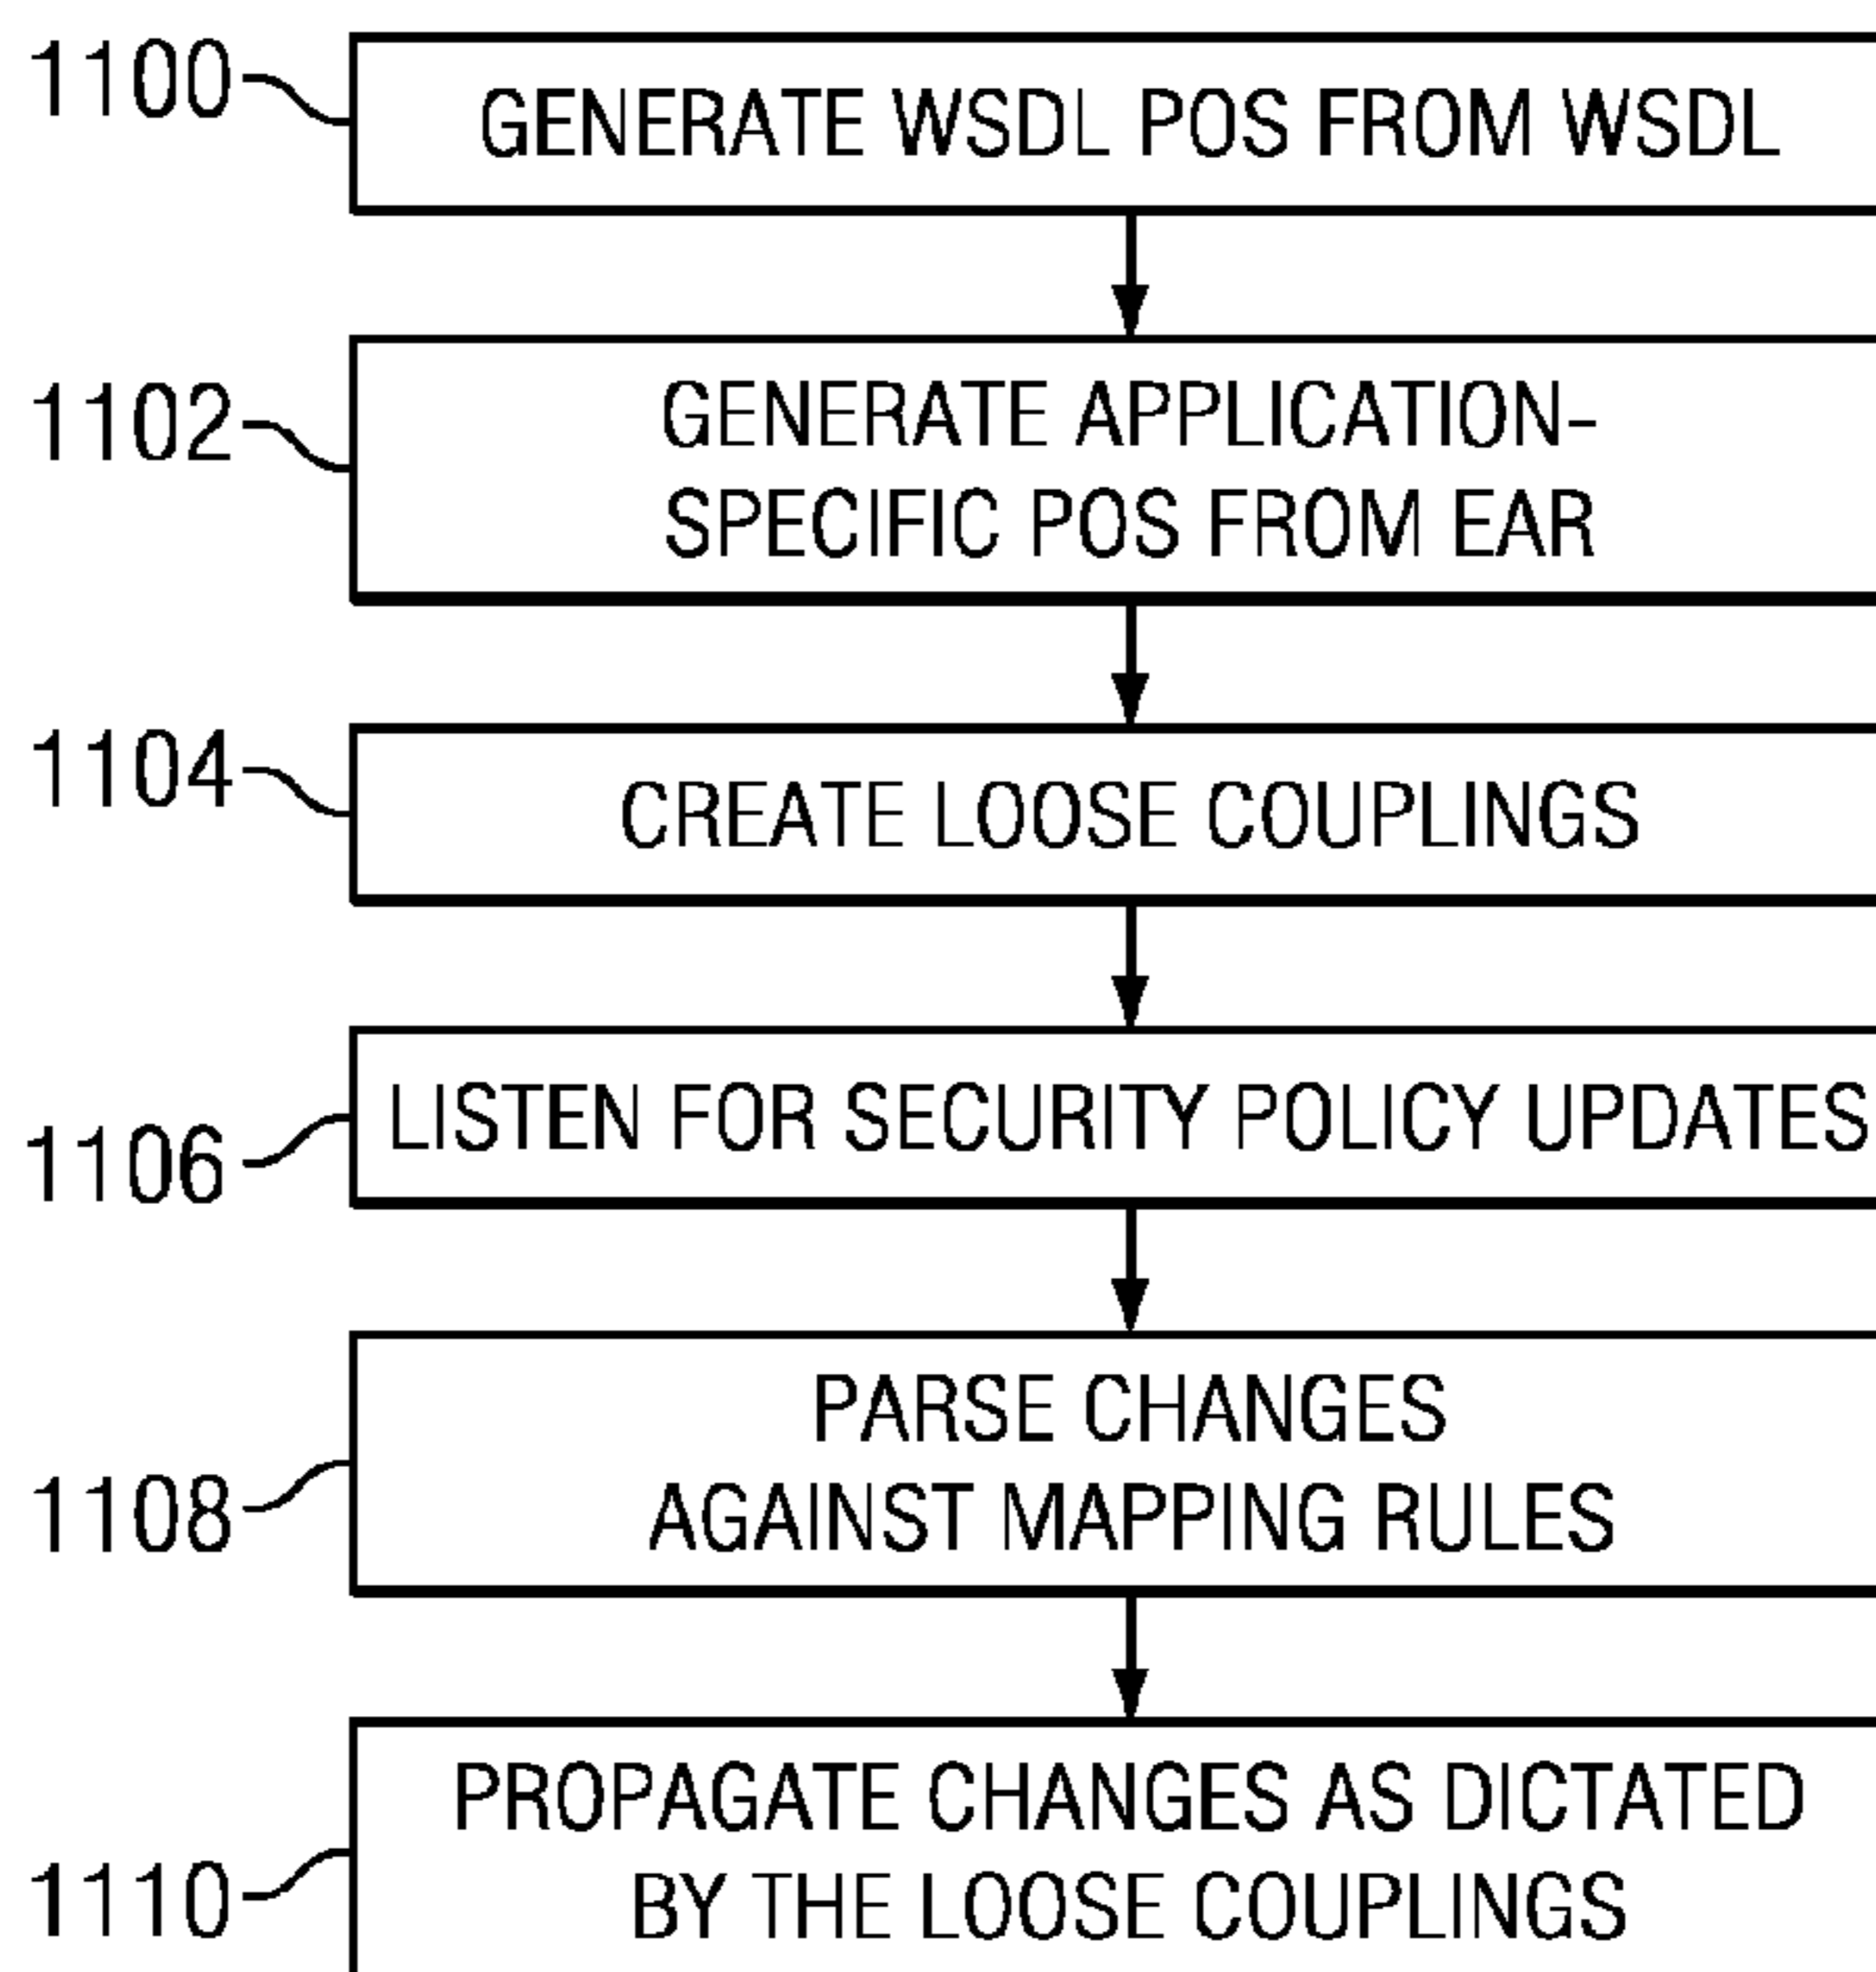 1100
GENERATE WSDL POS FROM WSDL
1102
GENERATE APPLICATION-
SPECIFIC POS FROM EAR
1104
CREATE LOOSE COUPLINGS
1106
LISTEN FOR SECURITY POLICY UPDATES
1108
PARSE CHANGES
AGAINST MAPPING RULES
1110
PROPAGATE CHANGES AS DICTATED
BY THE LOOSE COUPLINGS